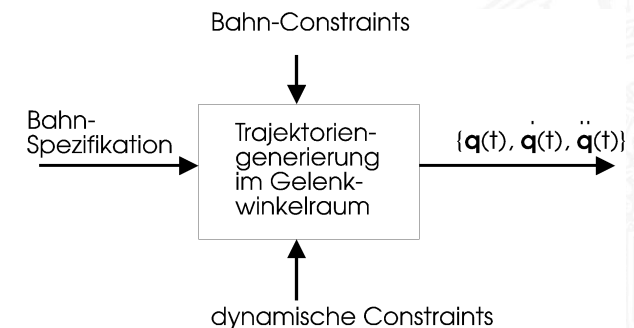 Bahn-Constraints
Bahn-
Spezifikation
Trajektorien-
generierung
im Gelenk-
winkelraum
{q(t), q̇(t), q̈(t)}
dynamische Constraints